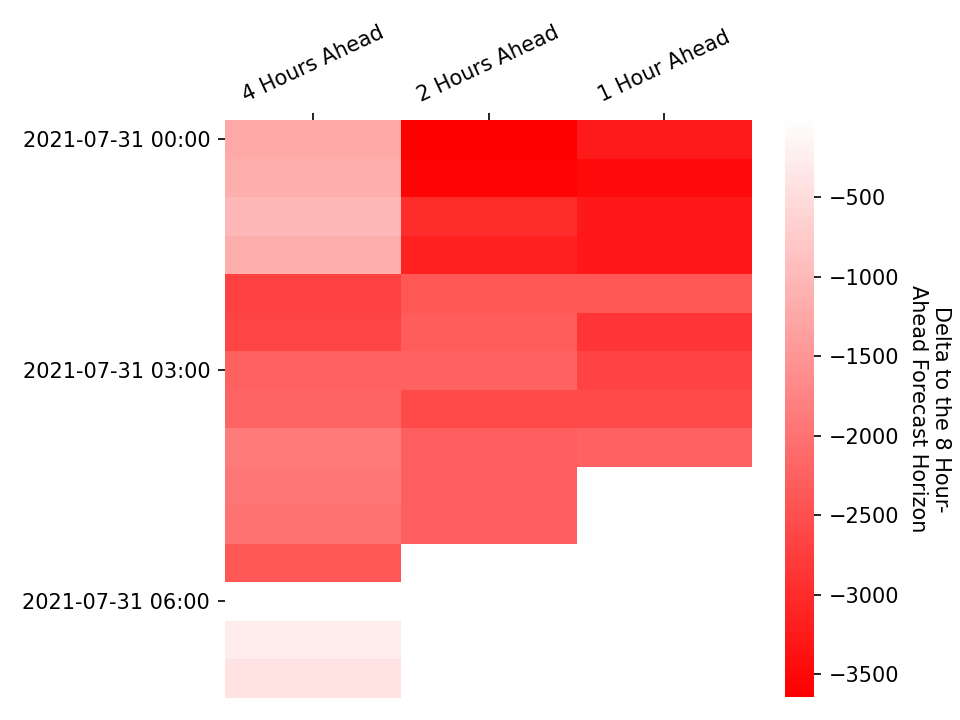 4 Hours Ahead
2 Hours Ahead
1 Hour Ahead
2021-07-31 00:00
2021-07-31 03:00
2021-07-31 06:00
−500
−1000
−1500
−2000
−2500
−3000
−3500
Delta to the 8 Hour-
Ahead Forecast Horizon